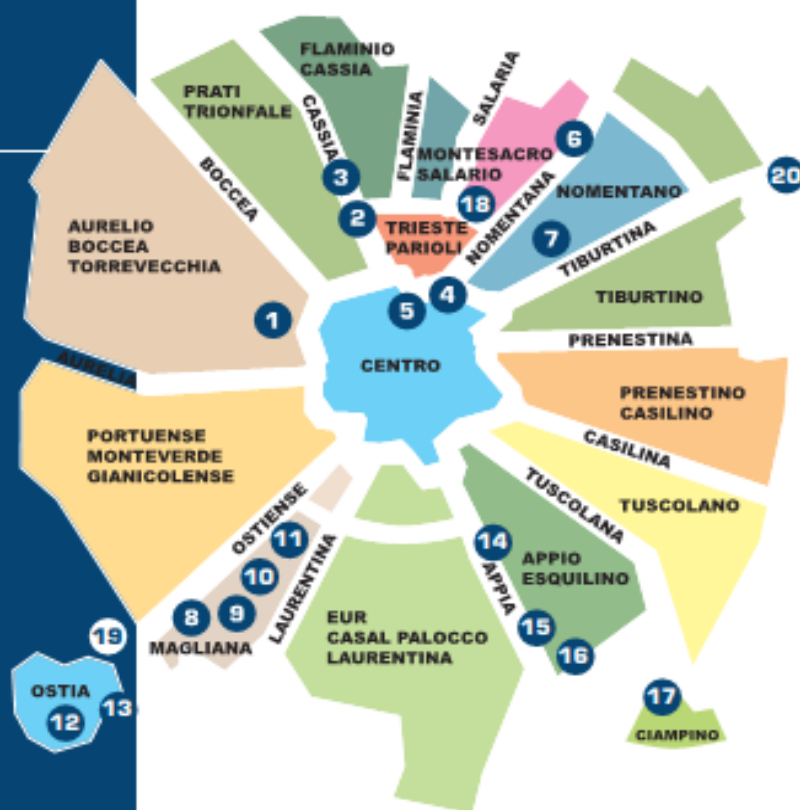 FLAMINIO
CASSIA
PRATI
TRIONFALE
CASSIA
FLAMINIA
SALARIA
MONTESACRO
SALARIO
6
3
20
BOCCEA
2
18
NOMENTANA
NOMENTANO
TRIESTE
PARIOLI
7
TIBURTINA
AURELIO
BOCCEA
TORREVECCHIA
4
5
TIBURTINO
1
PRENESTINA
CENTRO
AURELIA
PRENESTINO
CASILINO
PORTUENSE
MONTEVERDE
GIANICOLENSE
CASILINA
TUSCOLANA
TUSCOLANO
OSTIENSE
11
14
APPIO
ESQUILINO
10
LAURENTINA
APPIA
8
9
EUR
CASAL PALOCCO
LAURENTINA
15
19
MAGLIANA
16
OSTIA
12
13
17
CIAMPINO